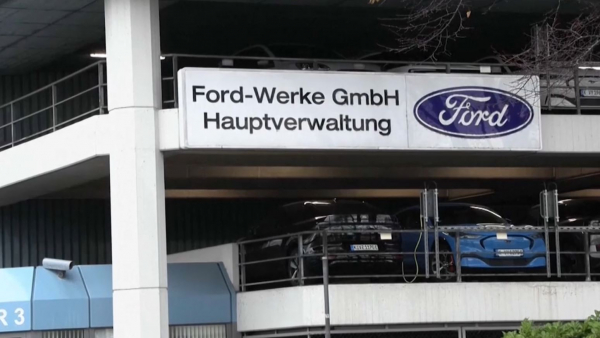 Ford-Werke GmbH
Hauptverwaltung
Ford
R 3